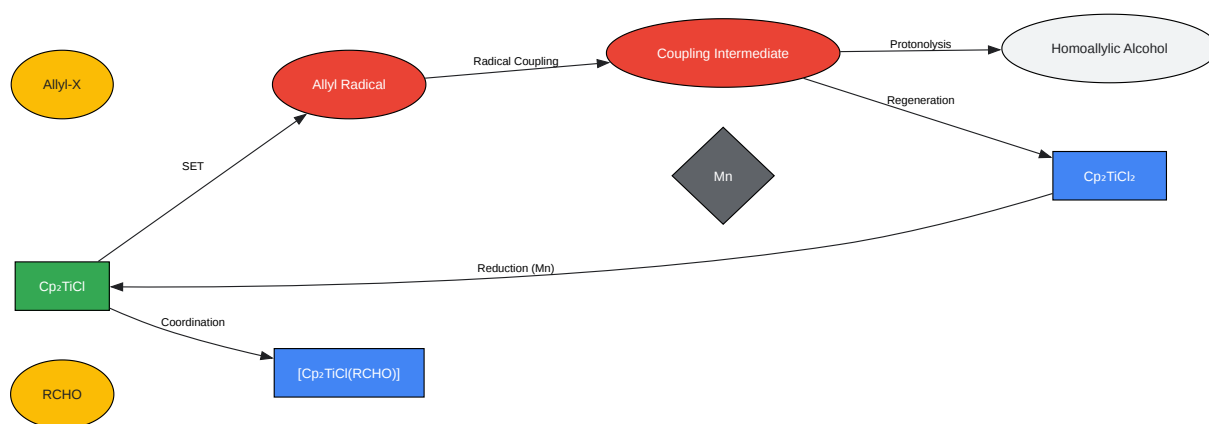 Allyl-X
Allyl Radical
Radical Coupling
Coupling Intermediate
Protonolysis
Homoallylic Alcohol
Regeneration
SET
Mn
Cp₂TiCl₂
Cp₂TiCl
Reduction (Mn)
Coordination
[Cp₂TiCl(RCHO)]
RCHO